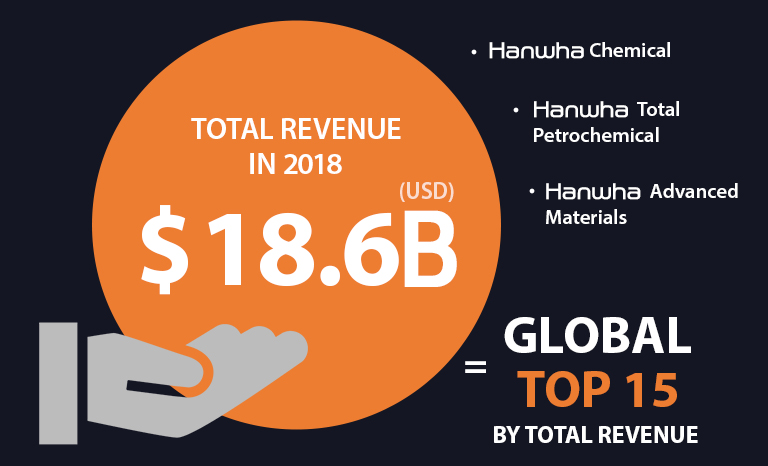 TOTAL REVENUE
IN 2018
(USD)
$ 18.6B
• Hanwha Chemical
• Hanwha Total
Petrochemical
• Hanwha Advanced
Materials
= GLOBAL
TOP 15
BY TOTAL REVENUE